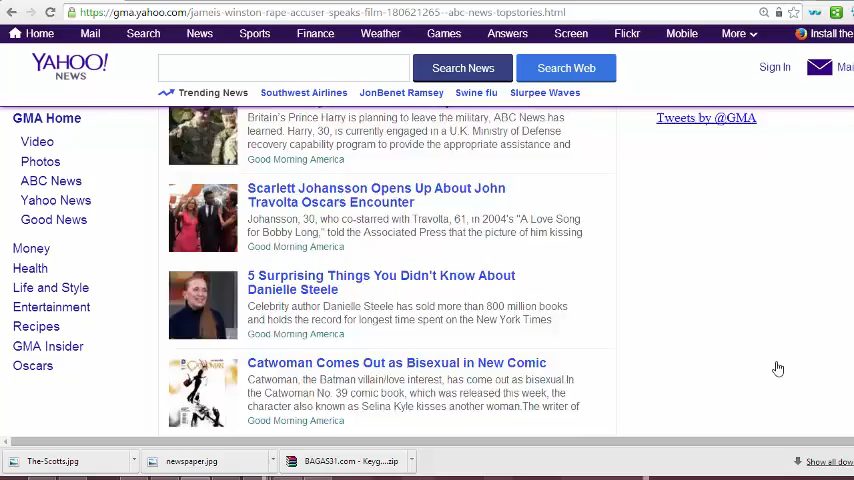 https://gma.yahoo.com/jameis-winston-rape-accuser-speaks-film-180621265--abc-news-topstories.html
Home Mail Search News Sports Finance Weather Games Answers Screen Flickr Mobile More Install the
YAHOO!
NEWS
Search News Search Web Sign In Mai
Trending News Southwest Airlines JonBenet Ramsey Swine flu Slurpee Waves
GMA Home
Video
Photos
ABC News
Yahoo News
Good News
Money
Health
Life and Style
Entertainment
Recipes
GMA Insider
Oscars
Britain's Prince Harry is planning to leave the military, ABC News has
learned. Harry, 30, is currently engaged in a U.K. Ministry of Defense
recovery capability program to provide the appropriate assistance and
Good Morning America
Scarlett Johansson Opens Up About John
Travolta Oscars Encounter
Johansson, 30, who co-starred with Travolta, 61, in 2004's "A Love Song
for Bobby Long," told the Associated Press that the picture of him kissing
Good Morning America
5 Surprising Things You Didn't Know About
Danielle Steele
Celebrity author Danielle Steele has sold more than 800 million books
and holds the record for longest time spent on the New York Times
Good Morning America
Catwoman Comes Out as Bisexual in New Comic
Catwoman, the Batman villain/love interest, has come out as bisexual.In
the Catwoman No. 39 comic book, which was released this week, the
character also known as Selina Kyle kisses another woman.The writer of
Good Morning America
Tweets by @GMA
The-Scotts.jpg newspaper.jpg BAGAS31.com - Keyg....zip Show all dow